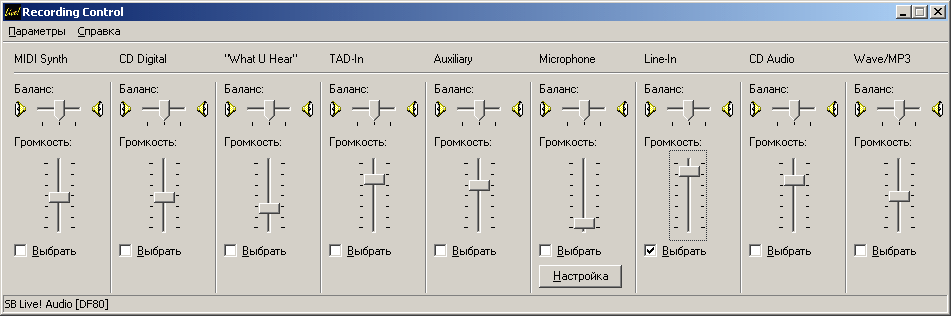 Live! Recording Control
Параметры Справка
MIDI Synth CD Digital "What U Hear" TAD-In Auxiliary Microphone Line-In CD Audio Wave/MP3
Баланс: Баланс: Баланс: Баланс: Баланс: Баланс: Баланс: Баланс: Баланс:
Громкость: Громкость: Громкость: Громкость: Громкость: Громкость: Громкость: Громкость: Громкость:
Выбрать Выбрать Выбрать Выбрать Выбрать Выбрать Выбрать Выбрать Выбрать
Настройка
SB Live! Audio [DF80]